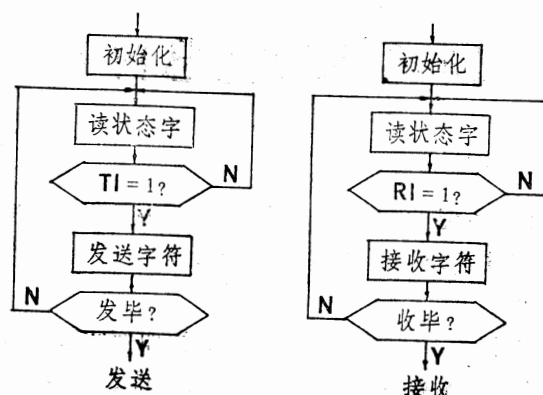 初始化
读状态字
TI = 1?
N
Y
发送字符
N
发毕?
Y
发送
初始化
读状态字
RI = 1?
N
Y
接收字符
N
收毕?
Y
接收